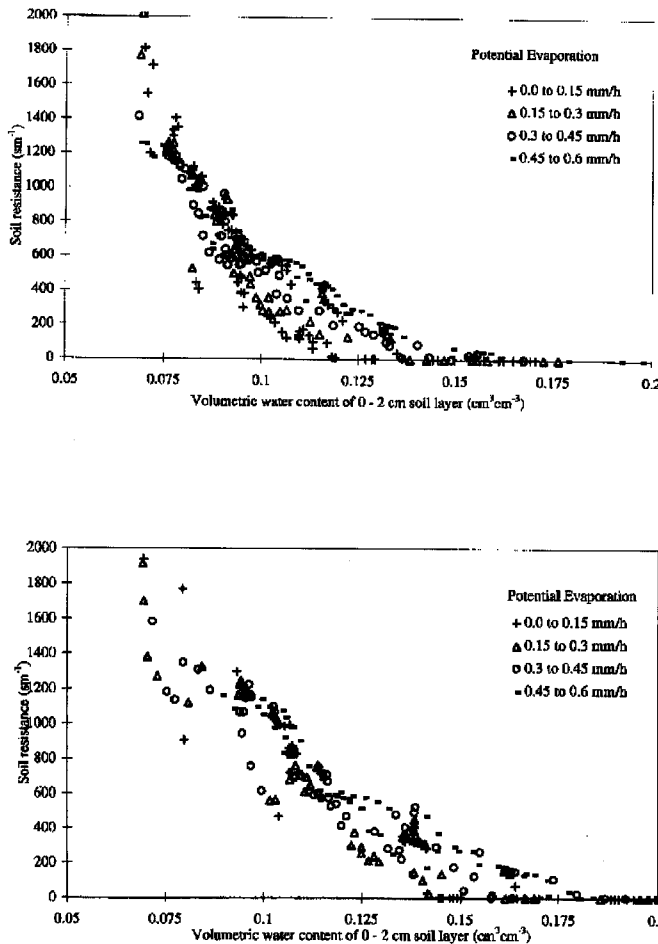 2000
1800
1600
1400
1200
1000
800
600
400
200
0
Soil resistance (sm⁻¹)
Potential Evaporation
+ 0.0 to 0.15 mm/h
△ 0.15 to 0.3 mm/h
○ 0.3 to 0.45 mm/h
- 0.45 to 0.6 mm/h
0.05 0.075 0.1 0.125 0.15 0.175 0.2
Volumetric water content of 0 - 2 cm soil layer (cm³cm⁻³)
2000
1800
1600
1400
1200
1000
800
600
400
200
0
Soil resistance (sm⁻¹)
Potential Evaporation
+ 0.0 to 0.15 mm/h
△ 0.15 to 0.3 mm/h
○ 0.3 to 0.45 mm/h
- 0.45 to 0.6 mm/h
0.05 0.075 0.1 0.125 0.15 0.175
Volumetric water content of 0 - 2 cm soil layer (cm³cm⁻³)